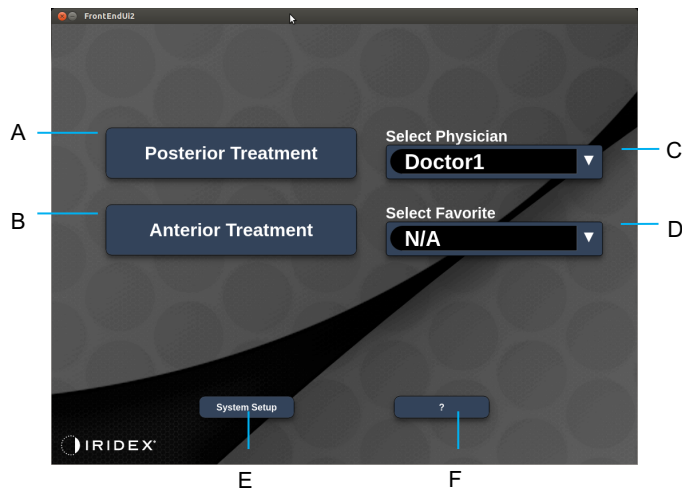 FrontEndUi2
A
Posterior Treatment
Select Physician
Doctor1
C
B
Anterior Treatment
Select Favorite
N/A
D
System Setup
?
IRIDEX
E
F